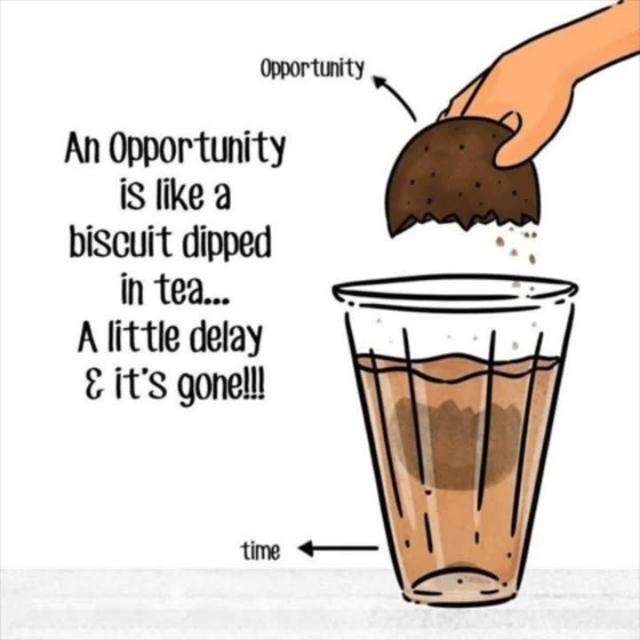 Opportunity
An Opportunity
is like a
biscuit dipped
in tea...
A little delay
& it's gone!!!
time